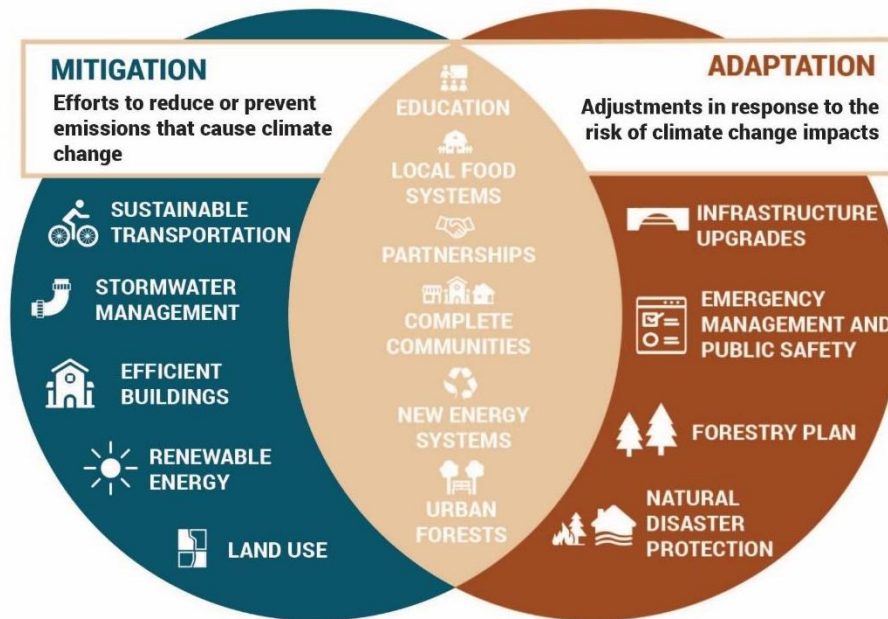 MITIGATION
Efforts to reduce or prevent
emissions that cause climate
change
SUSTAINABLE
TRANSPORTATION
STORMWATER
MANAGEMENT
EFFICIENT
BUILDINGS
RENEWABLE
ENERGY
LAND USE
EDUCATION
LOCAL FOOD
SYSTEMS
PARTNERSHIPS
COMPLETE
COMMUNITIES
NEW ENERGY
SYSTEMS
URBAN
FORESTS
ADAPTATION
Adjustments in response to the
risk of climate change impacts
INFRASTRUCTURE
UPGRADES
EMERGENCY
MANAGEMENT AND
PUBLIC SAFETY
FORESTRY PLAN
NATURAL
DISASTER
PROTECTION